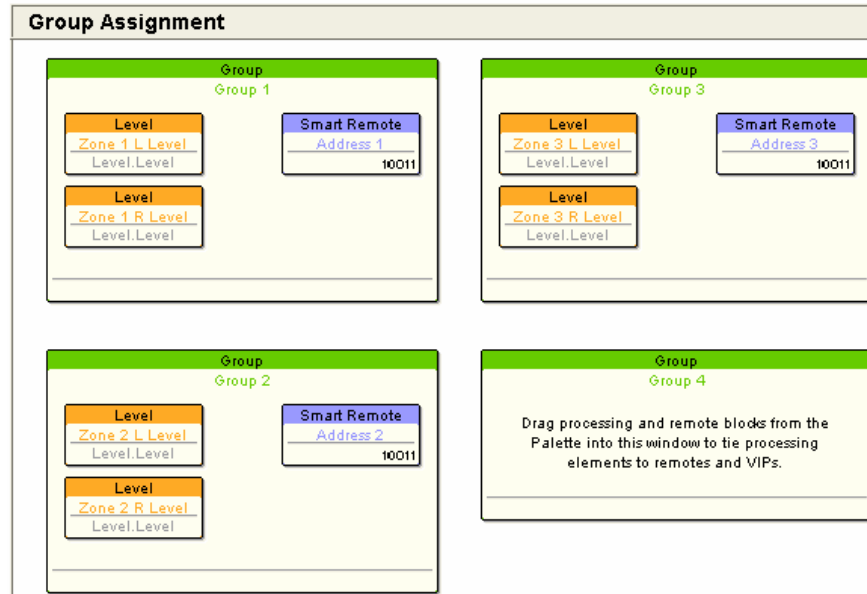 Group Assignment
Group
Group 1
Level
Zone 1 L Level
Level.Level
Smart Remote
Address 1
10011
Level
Zone 1 R Level
Level.Level
Group
Group 3
Level
Zone 3 L Level
Level.Level
Smart Remote
Address 3
10011
Level
Zone 3 R Level
Level.Level
Group
Group 2
Level
Zone 2 L Level
Level.Level
Smart Remote
Address 2
10011
Level
Zone 2 R Level
Level.Level
Group
Group 4
Drag processing and remote blocks from the
Palette into this window to tie processing
elements to remotes and VIPs.